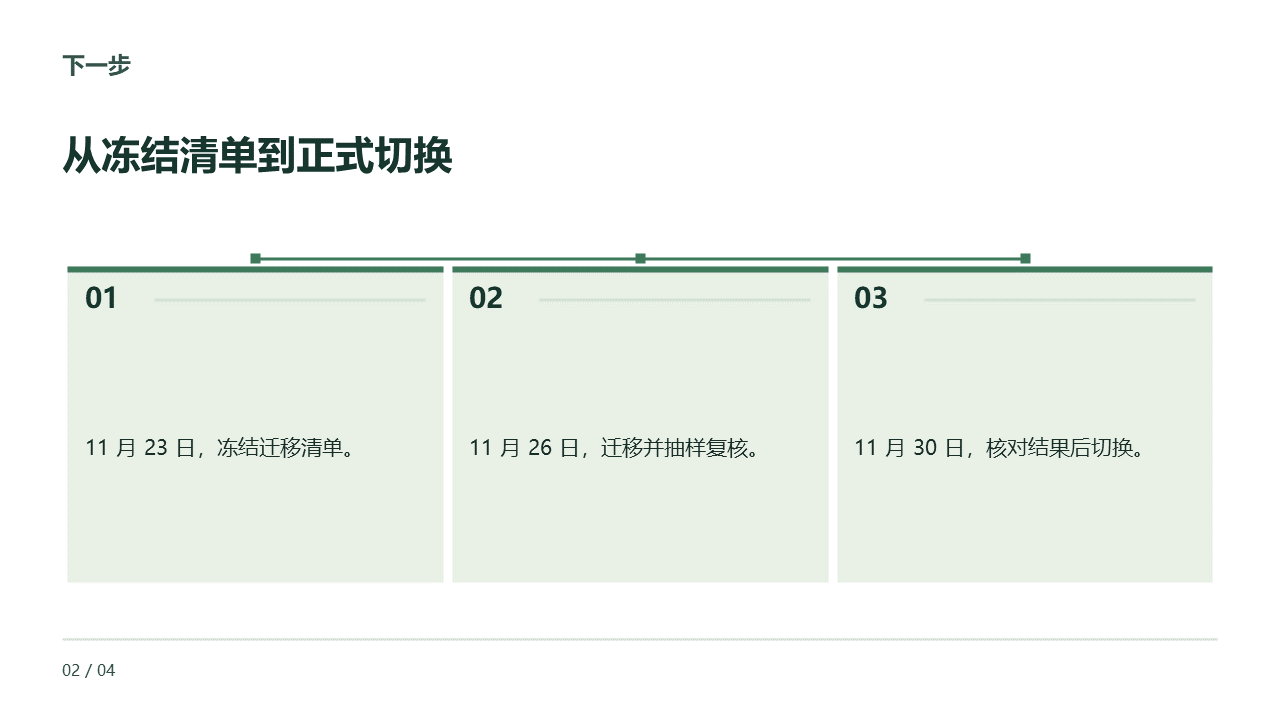 下一步
从冻结清单到正式切换
01
11 月 23 日，冻结迁移清单。
02
11 月 26 日，迁移并抽样复核。
03
11 月 30 日，核对结果后切换。
02 / 04